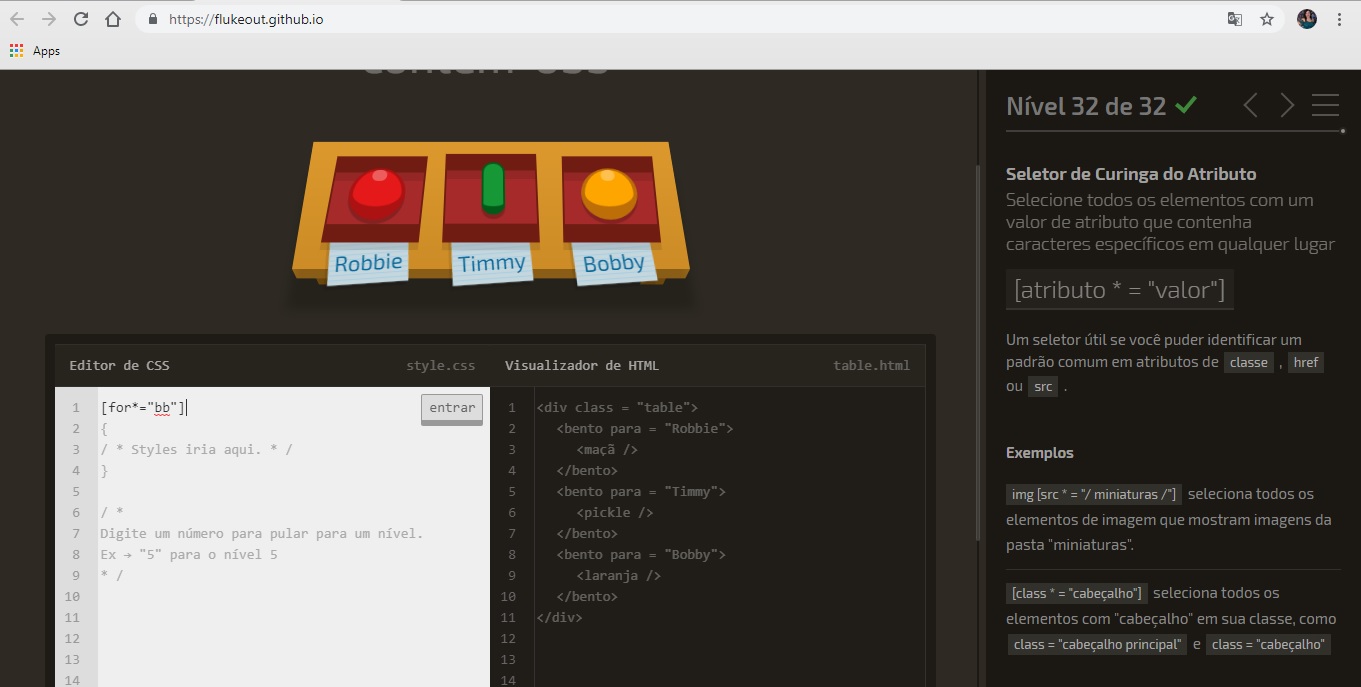 https://flukeout.github.io
Apps
Nível 32 de 32
Robbie
Timmy
Bobby
Seletor de Curinga do Atributo
Selecione todos os elementos com um
valor de atributo que contenha
caracteres específicos em qualquer lugar
[atributo * = "valor"]
Um seletor útil se você puder identificar um
padrão comum em atributos de classe , href
ou src .
Exemplos
img [src * = "/ miniaturas /"] seleciona todos os
elementos de imagem que mostram imagens da
pasta "miniaturas".
[class * = "cabeçalho"] seleciona todos os
elementos com "cabeçalho" em sua classe, como
class = "cabeçalho principal" e class = "cabeçalho"
Editor de CSS style.css
1 [for*="bb"] entrar
2 {
3 / * Styles iria aqui. * /
4 }
5
6 / *
7 Digite um número para pular para um nível.
8 Ex → "5" para o nível 5
9 * /
10
11
12
13
14
Visualizador de HTML table.html
1 <div class = "table">
2 <bento para = "Robbie">
3 <maçã />
4 </bento>
5 <bento para = "Timmy">
6 <pickle />
7 </bento>
8 <bento para = "Bobby">
9 <laranja />
10 </bento>
11 </div>
12
13
14